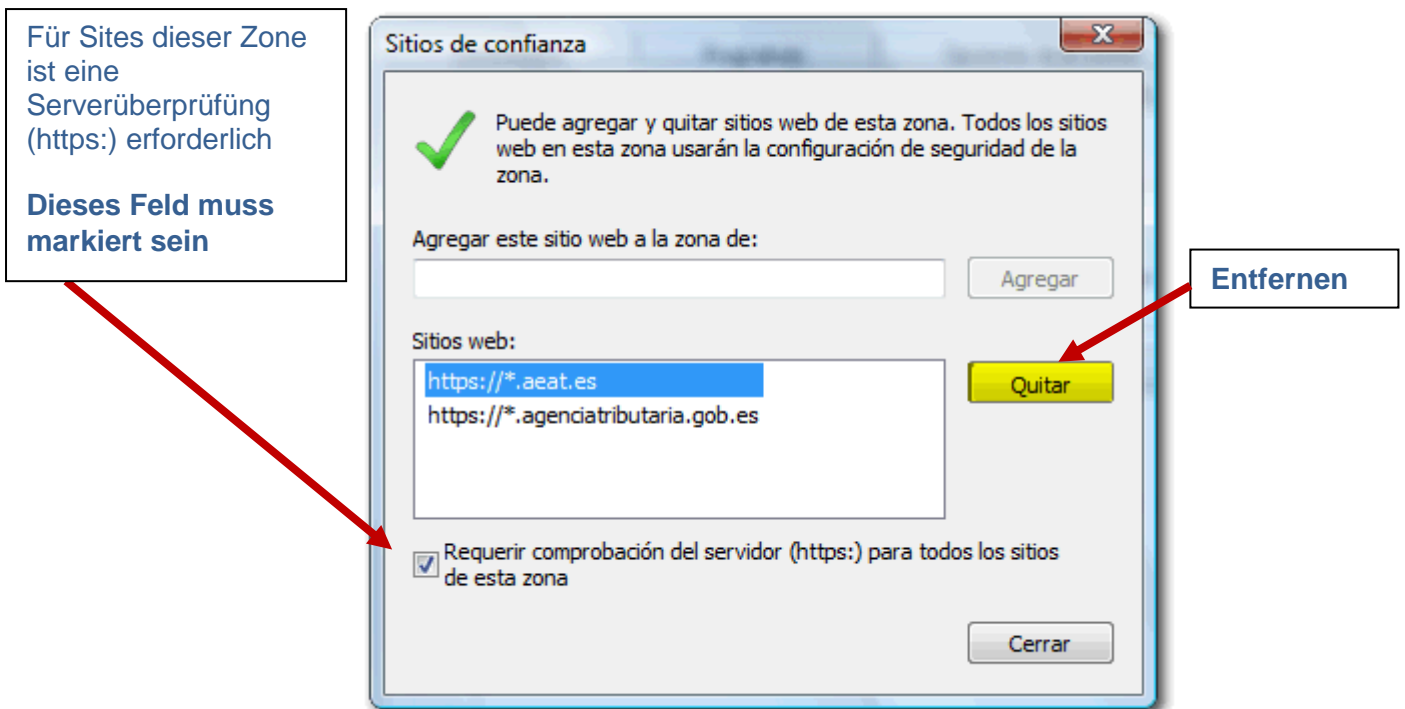 Für Sites dieser Zone
ist eine
Serverüberprüfung
(https:) erforderlich
Dieses Feld muss
markiert sein
Sitios de confianza
Puede agregar y quitar sitios web de esta zona. Todos los sitios
web en esta zona usarán la configuración de seguridad de la
zona.
Agregar este sitio web a la zona de:
Agregar
Entfernen
Sitios web:
https://*.aeat.es
https://*.agenciatributaria.gob.es
Quitar
Requerir comprobación del servidor (https:) para todos los sitios
de esta zona
Cerrar